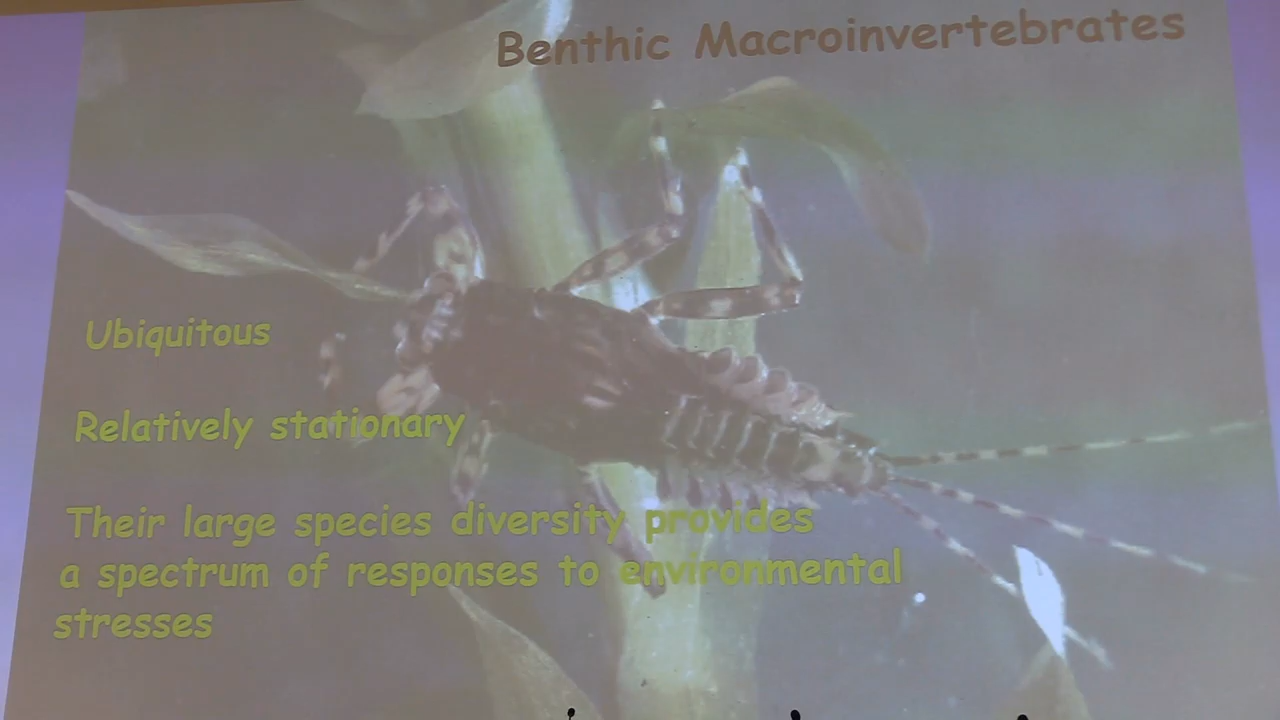 Benthic Macroinvertebrates
Ubiquitous
Relatively stationary
Their large species diversity provides
a spectrum of responses to environmental
stresses